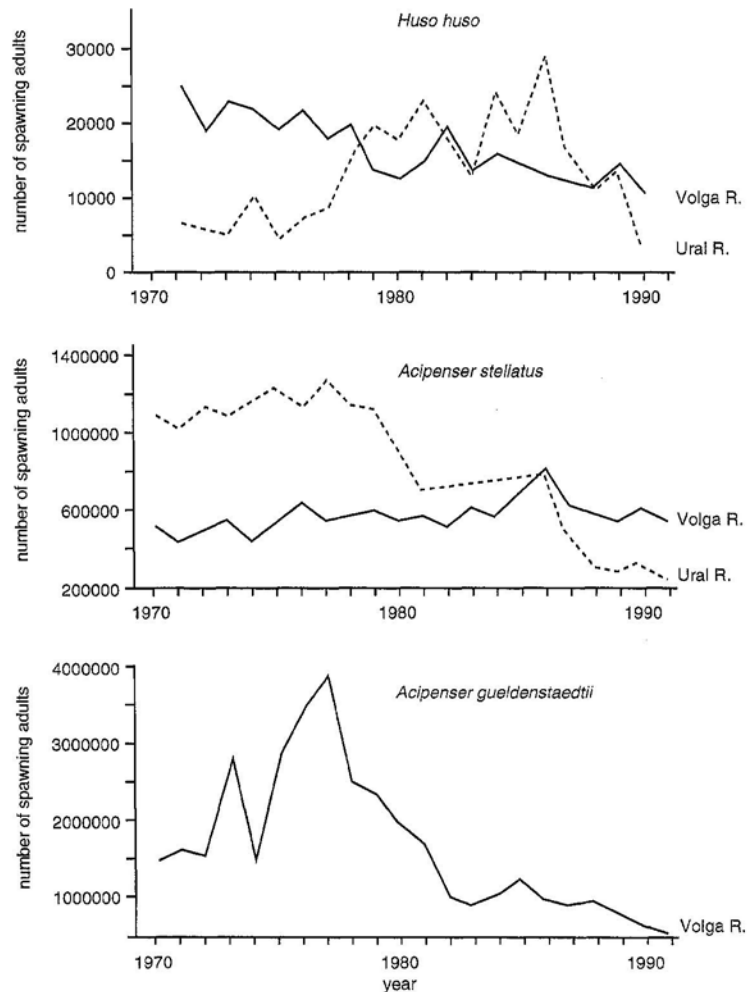 Huso huso
number of spawning adults
30000
20000
10000
0
Volga R.
Ural R.
1970
1980
1990
Acipenser stellatus
number of spawning adults
1400000
1000000
600000
200000
Volga R.
Ural R.
1970
1980
1990
Acipenser gueldenstaedtii
number of spawning adults
4000000
3000000
2000000
1000000
Volga R.
1970
1980
1990
year